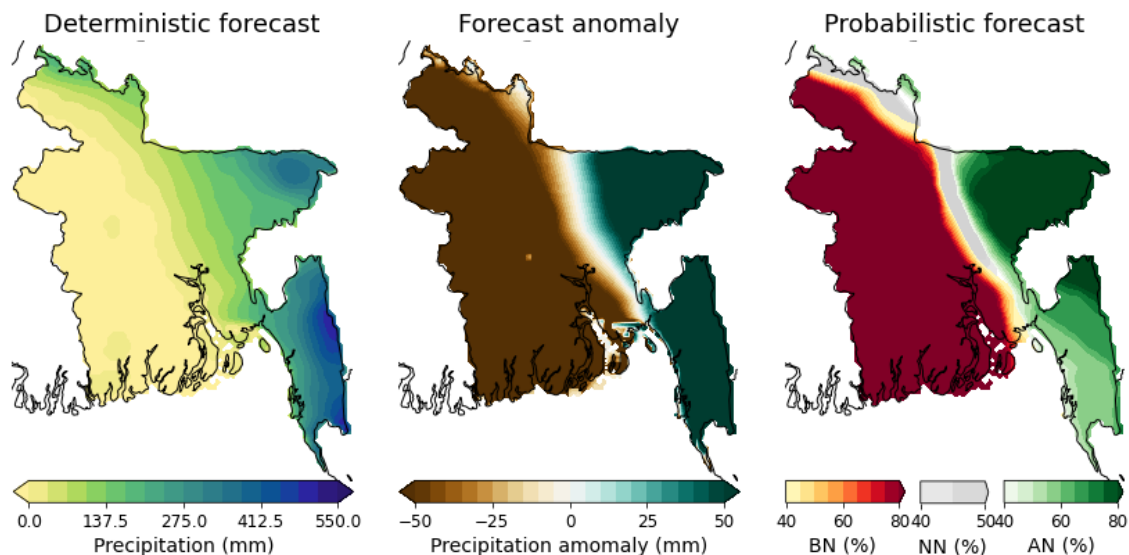 Deterministic forecast
Forecast anomaly
Probabilistic forecast
0.0 137.5 275.0 412.5 550.0
Precipitation (mm)
−50 −25 0 25 50
Precipitation amomaly (mm)
40 60 80
BN (%)
40 50
NN (%)
40 60 80
AN (%)